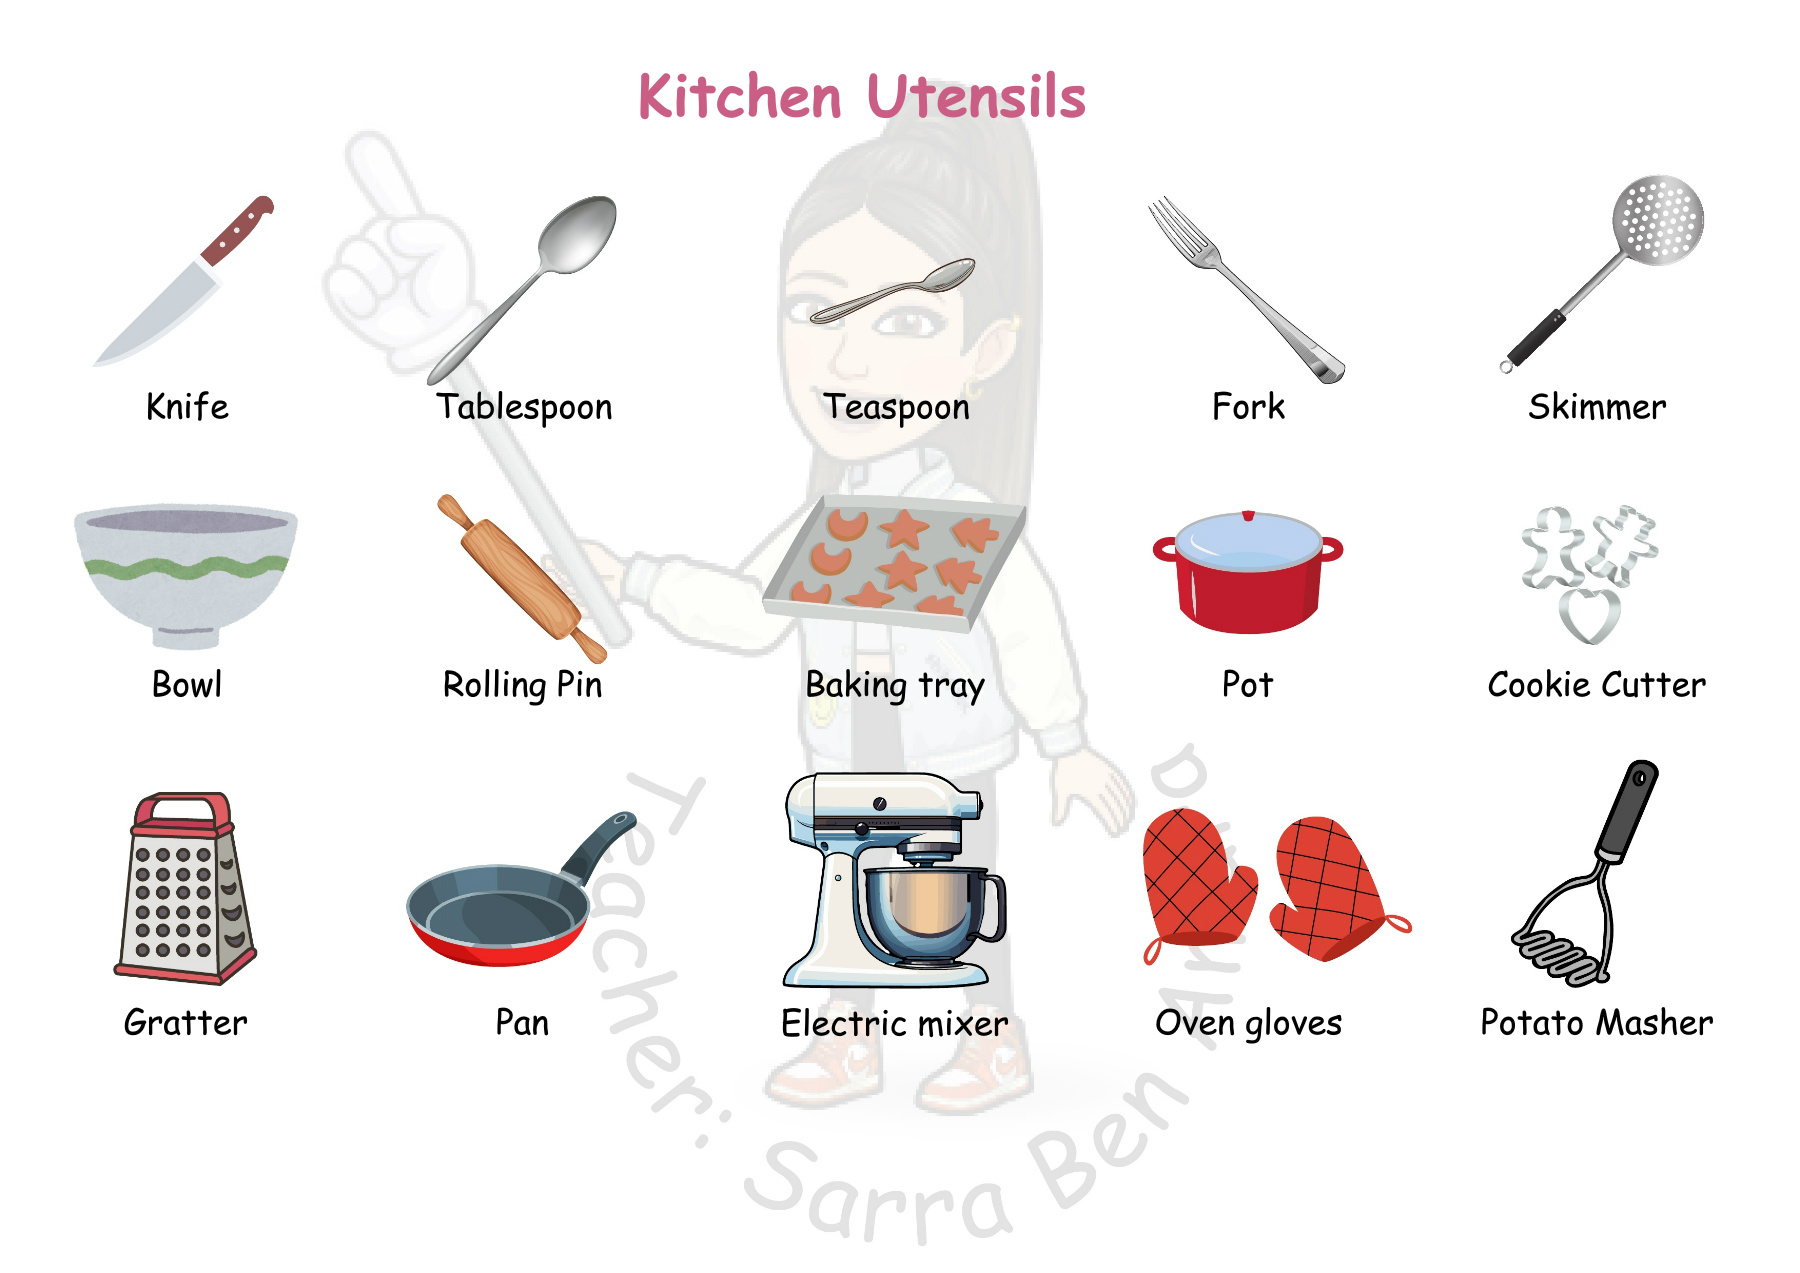 Kitchen Utensils
Knife
Tablespoon
Teaspoon
Fork
Skimmer
Bowl
Rolling Pin
Baking tray
Pot
Cookie Cutter
Gratter
Pan
Electric mixer
Oven gloves
Potato Masher
Teacher: Sarra Ben